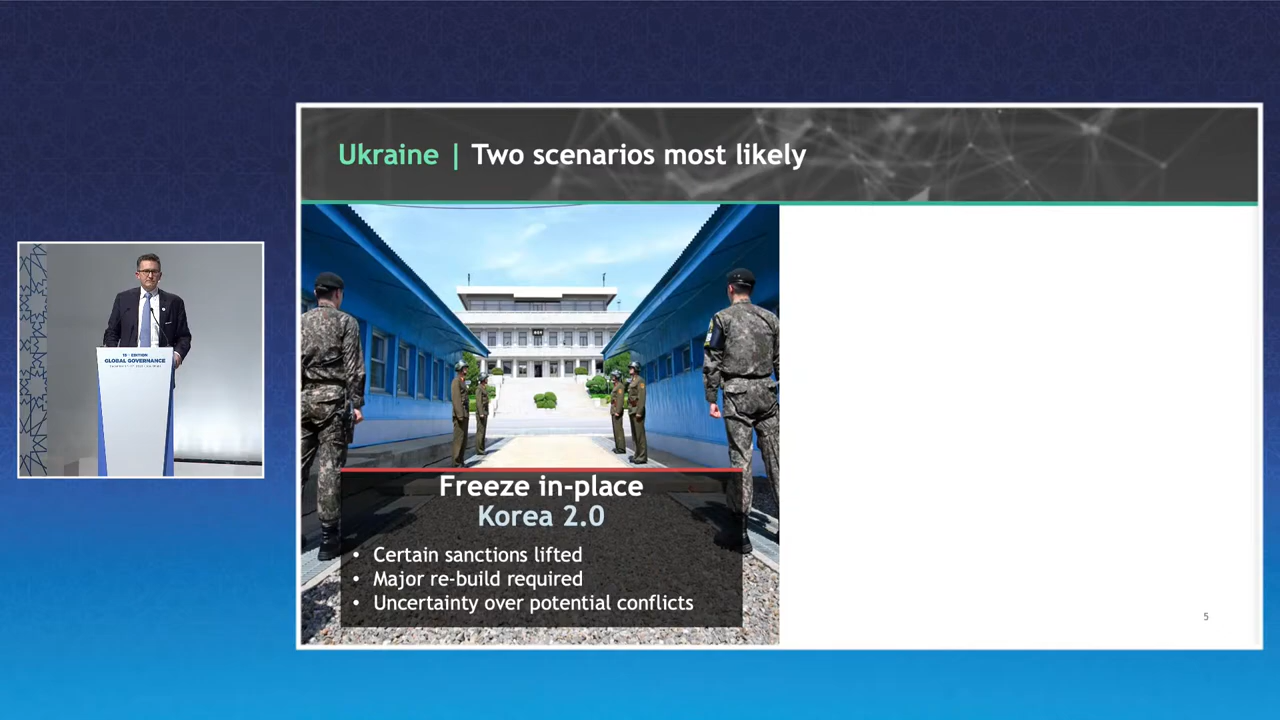 Ukraine | Two scenarios most likely
Freeze in-place
Korea 2.0
• Certain sanctions lifted
• Major re-build required
• Uncertainty over potential conflicts
5
EDITION
GLOBAL GOVERNANCE